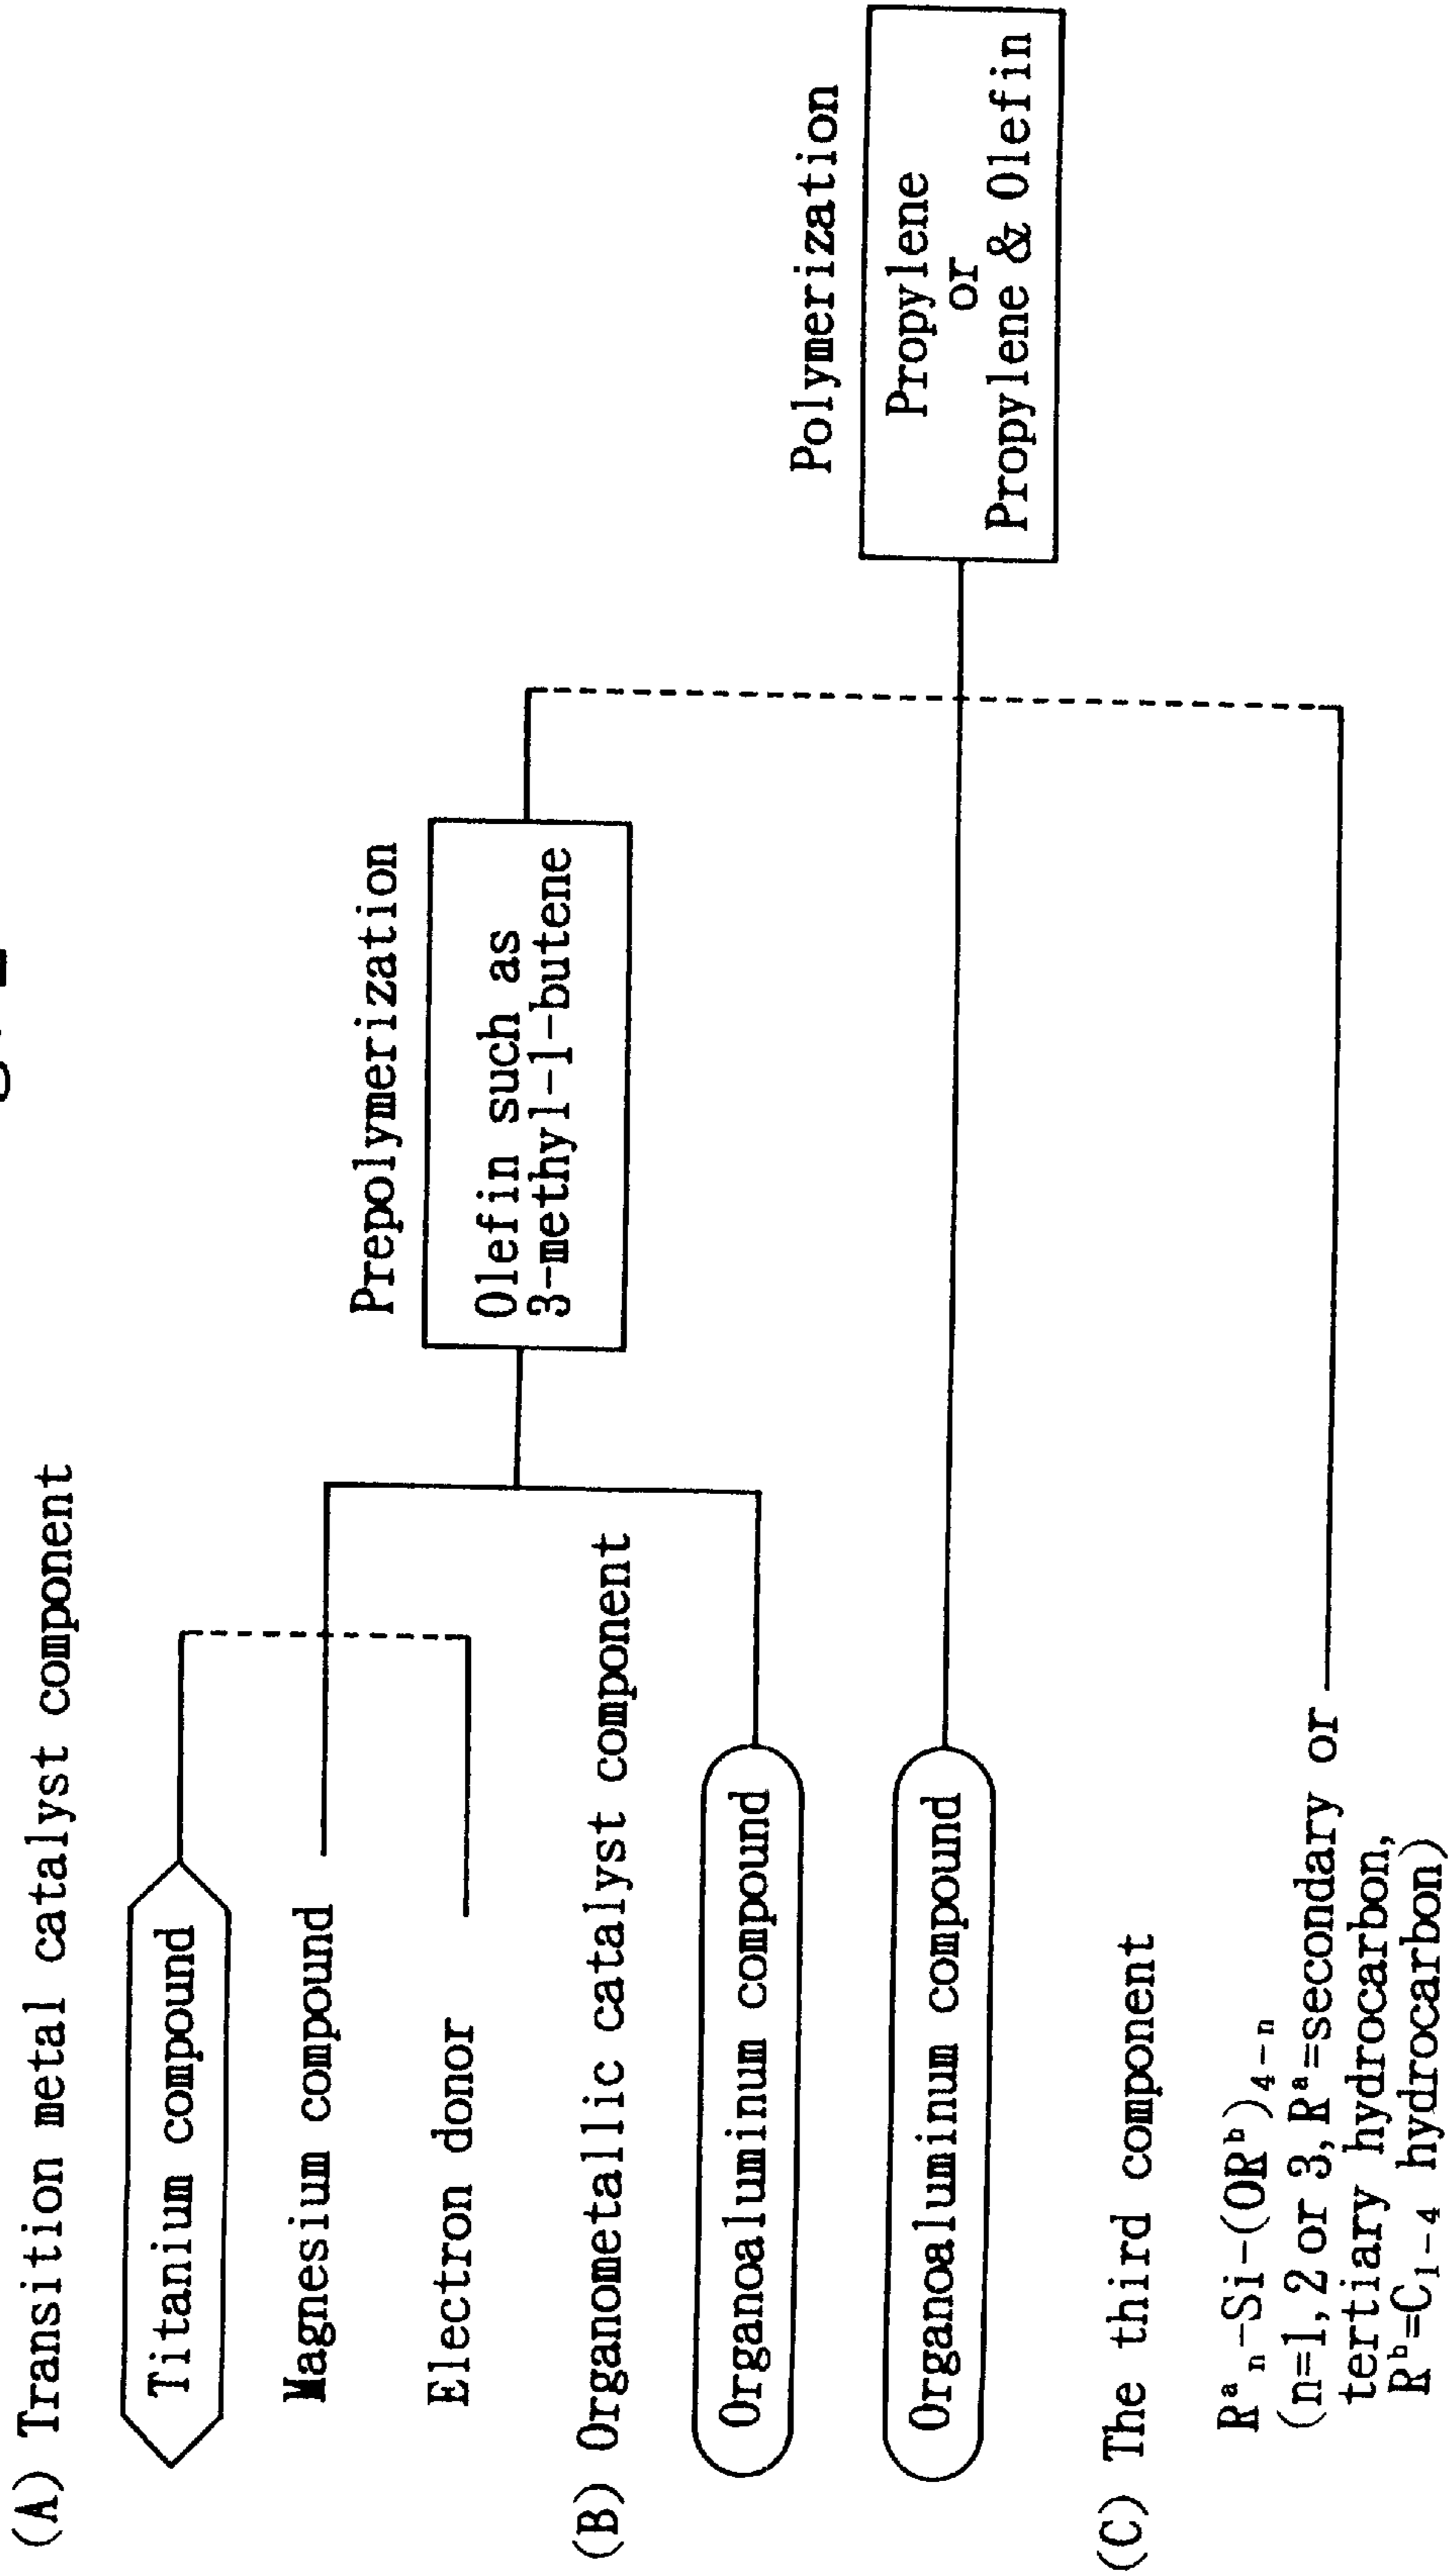 (A) Transition metal catalyst component
Titanium compound
Magnesium compound
Electron donor
(B) Organometallic catalyst component
Organoaluminum compound
Organoaluminum compound
(C) The third component
Rᵃₙ-Si-(ORᵇ)₄₋ₙ
(n=1, 2 or 3, Rᵃ=secondary or
tertiary hydrocarbon,
Rᵇ=C₁₋₄ hydrocarbon)
Prepolymerization
Olefin such as
3-methyl-1-butene
Polymerization
Propylene
or
Propylene & Olefin